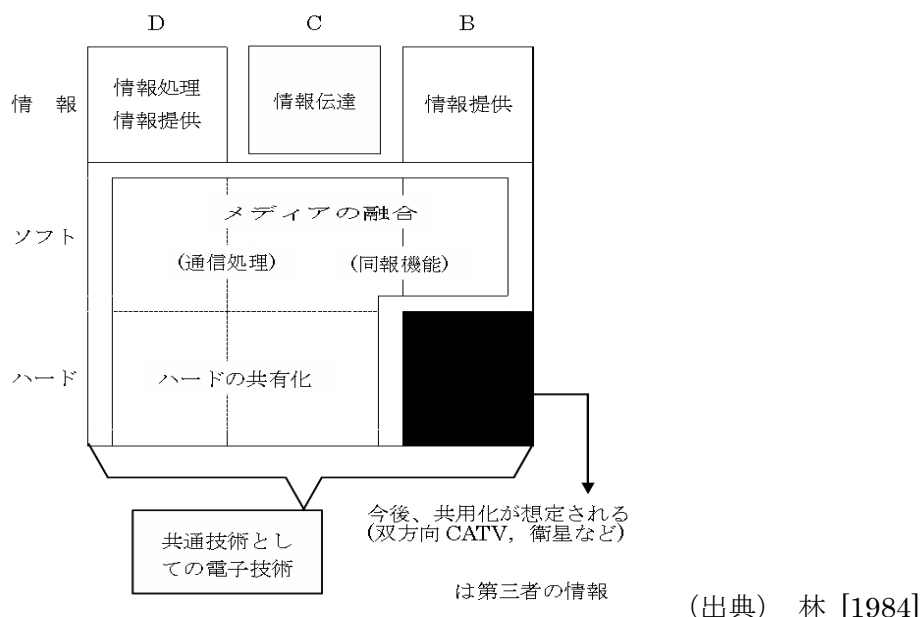 D C B
情 報
情報処理
情報提供
情報伝達
情報提供
ソフト
メディアの融合
(通信処理) (同報機能)
ハード
ハードの共有化
共通技術とし
ての電子技術
今後、共用化が想定される
(双方向 CATV, 衛星など)
は第三者の情報
(出典) 林 [1984]